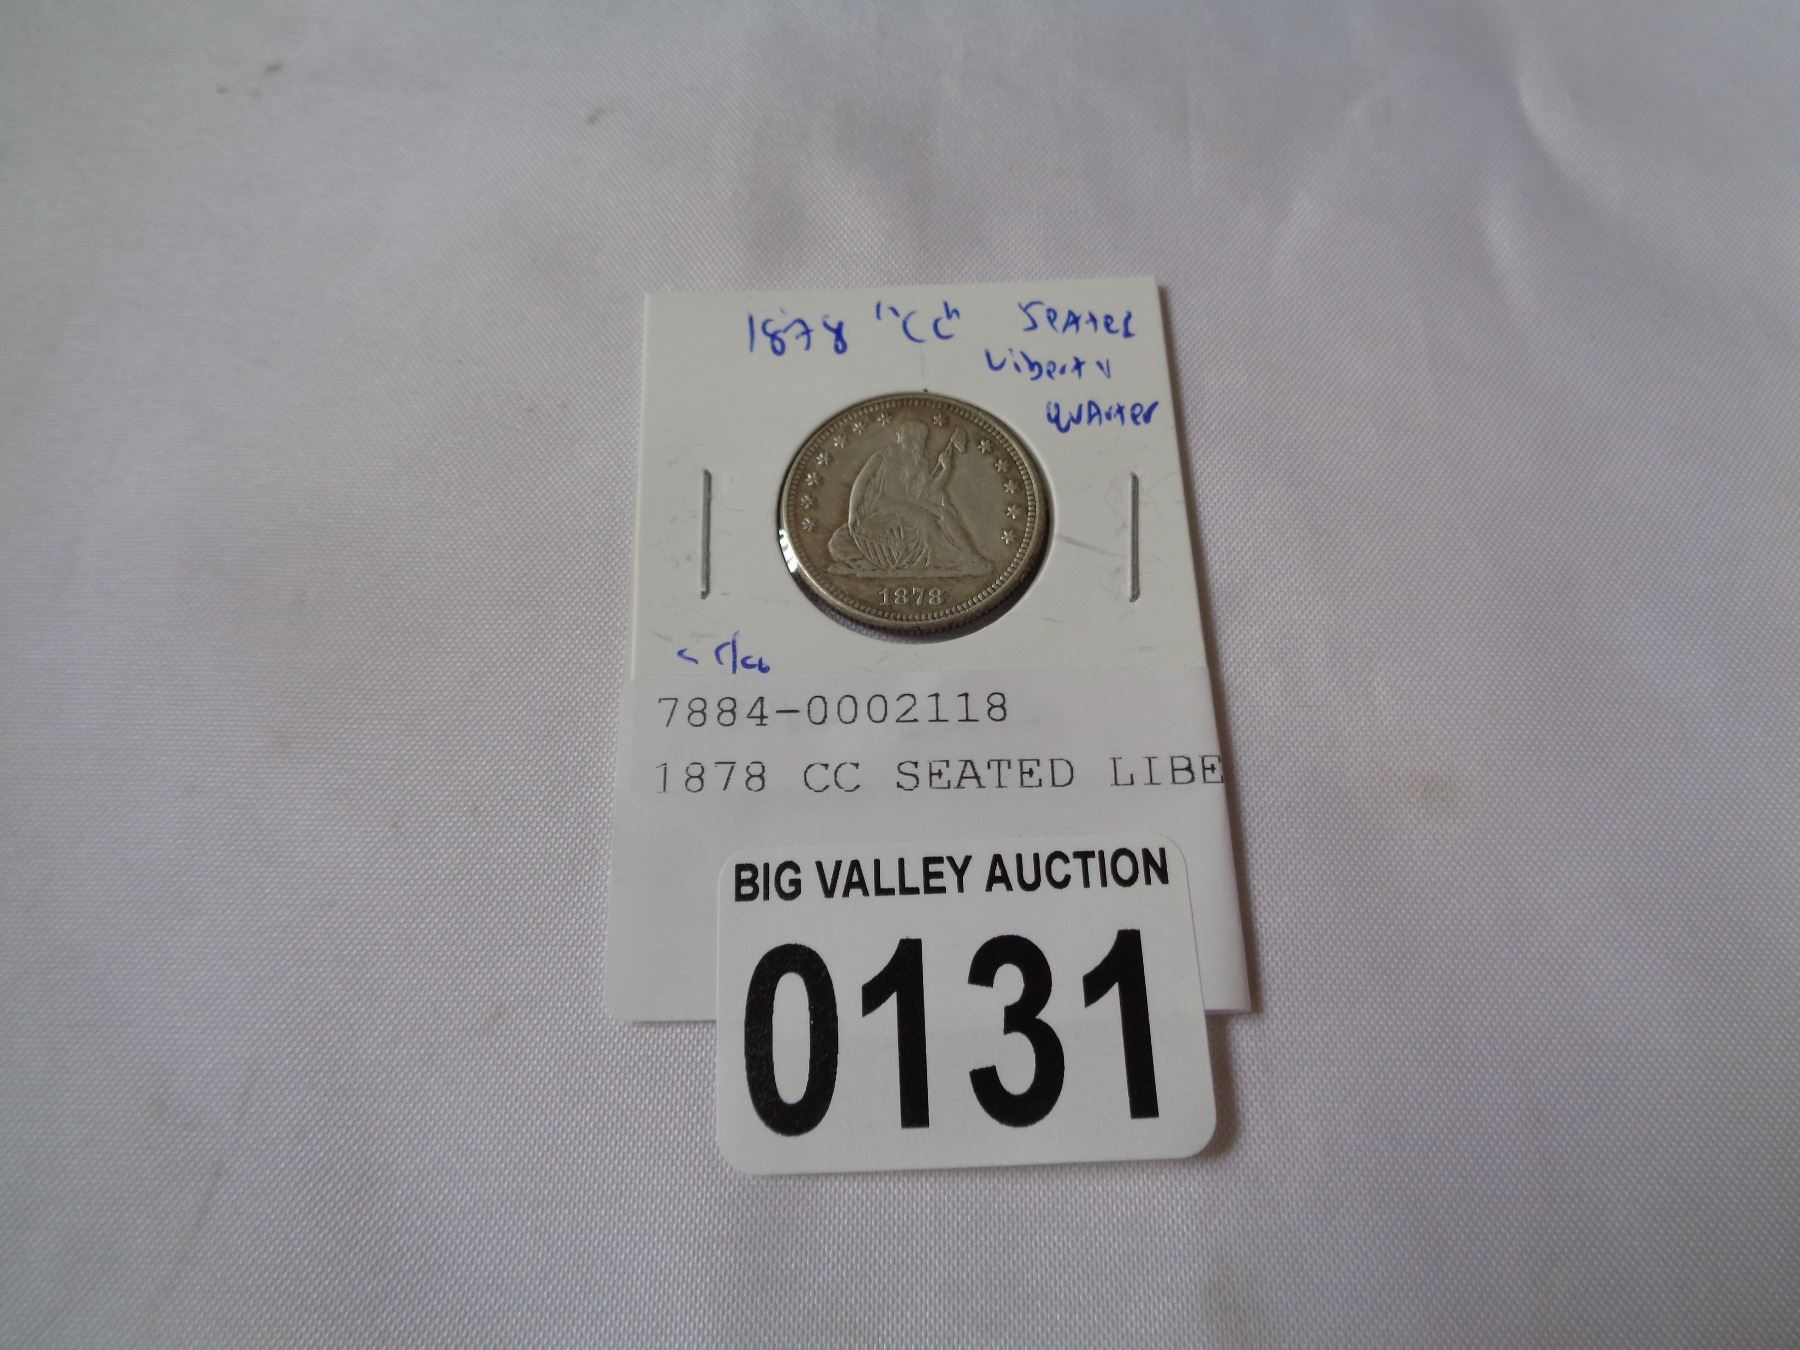 1878 "CC" SEATED
Liberty
QUARTER
1878
7884-0002118
1878 CC SEATED LIBE
BIG VALLEY AUCTION
0131